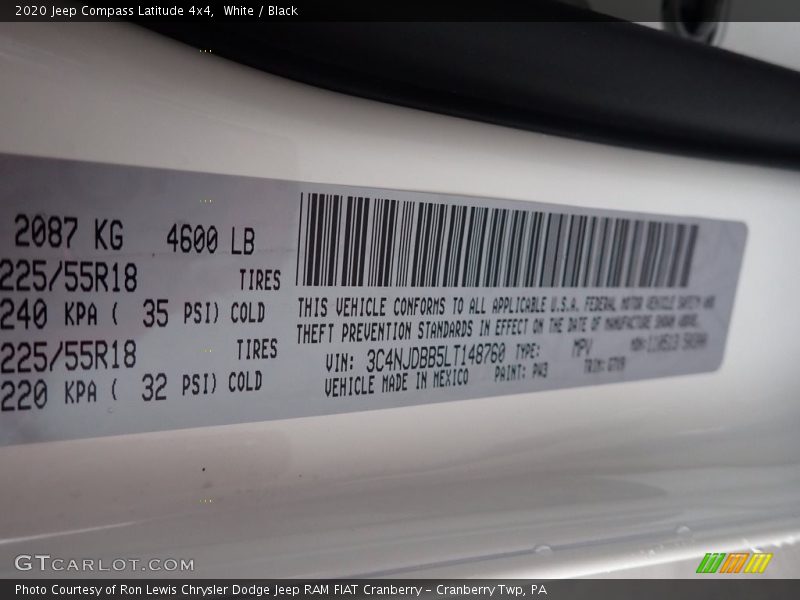 2020 Jeep Compass Latitude 4x4, White / Black
2087 KG 4600 LB
225/55R18 TIRES
240 KPA ( 35 PSI) COLD
225/55R18 TIRES
220 KPA ( 32 PSI) COLD
THIS VEHICLE CONFORMS TO ALL APPLICABLE U.S.A. FEDERAL MOTOR VEHICLE SAFETY AND
THEFT PREVENTION STANDARDS IN EFFECT ON THE DATE OF MANUFACTURE SHOWN ABOVE.
VIN: 3C4NJDBB5LT148760 TYPE: MPV
VEHICLE MADE IN MEXICO PAINT: PW3 TRIM:
GTCARLOT.COM
Photo Courtesy of Ron Lewis Chrysler Dodge Jeep RAM FIAT Cranberry – Cranberry Twp, PA